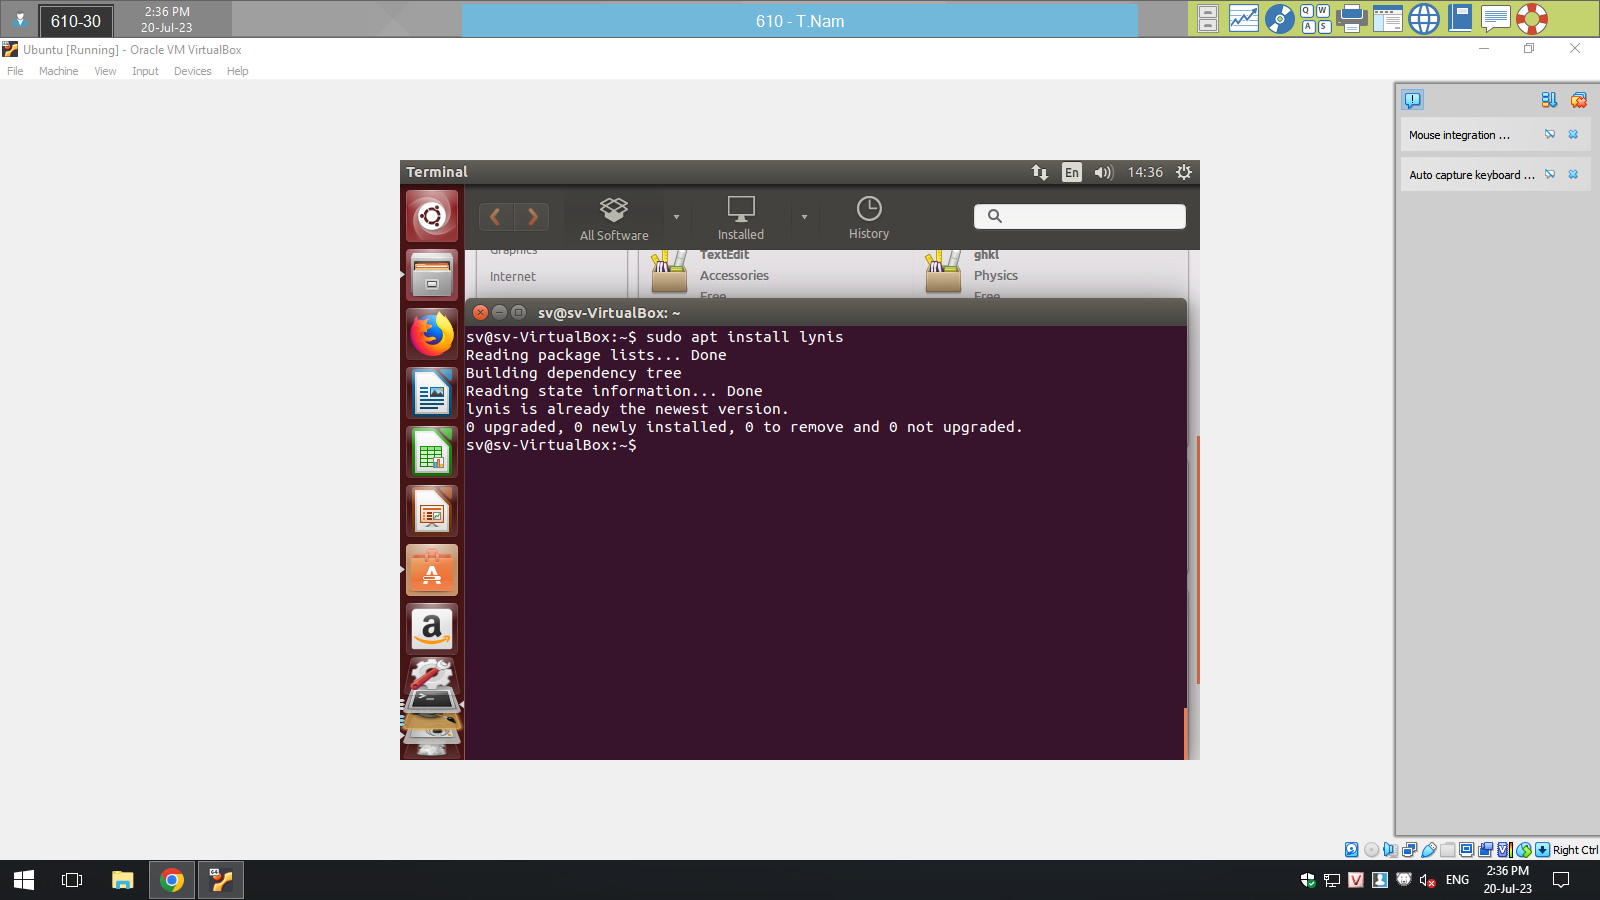 610-30
2:36 PM
20-Jul-23
610 - T.Nam
Q W
A S
Ubuntu [Running] - Oracle VM VirtualBox
File Machine View Input Devices Help
Mouse integration ...
Auto capture keyboard ...
Terminal
En
14:36
All Software
Installed
History
Graphics
Internet
TextEdit
Accessories
Free
ghkl
Physics
Free
sv@sv-VirtualBox: ~
sv@sv-VirtualBox:~$ sudo apt install lynis
Reading package lists... Done
Building dependency tree
Reading state information... Done
lynis is already the newest version.
0 upgraded, 0 newly installed, 0 to remove and 0 not upgraded.
sv@sv-VirtualBox:~$
Right Ctrl
ENG
2:36 PM
20-Jul-23